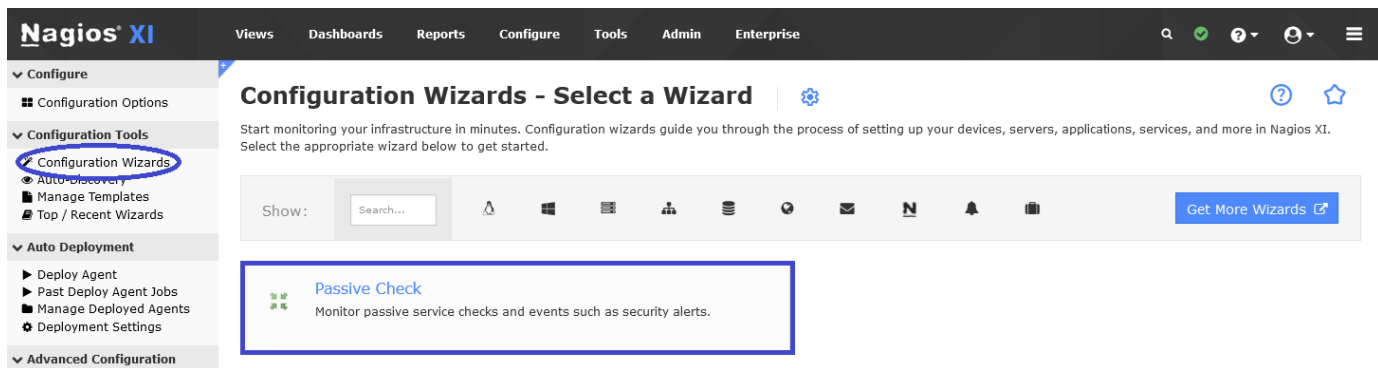 Nagios® XI
Views Dashboards Reports Configure Tools Admin Enterprise
Configure
Configuration Options
Configuration Tools
Configuration Wizards
Auto-Discovery
Manage Templates
Top / Recent Wizards
Auto Deployment
Deploy Agent
Past Deploy Agent Jobs
Manage Deployed Agents
Deployment Settings
Advanced Configuration
Configuration Wizards - Select a Wizard
Start monitoring your infrastructure in minutes. Configuration wizards guide you through the process of setting up your devices, servers, applications, services, and more in Nagios XI.
Select the appropriate wizard below to get started.
Show: Search... N Get More Wizards
Passive Check
Monitor passive service checks and events such as security alerts.